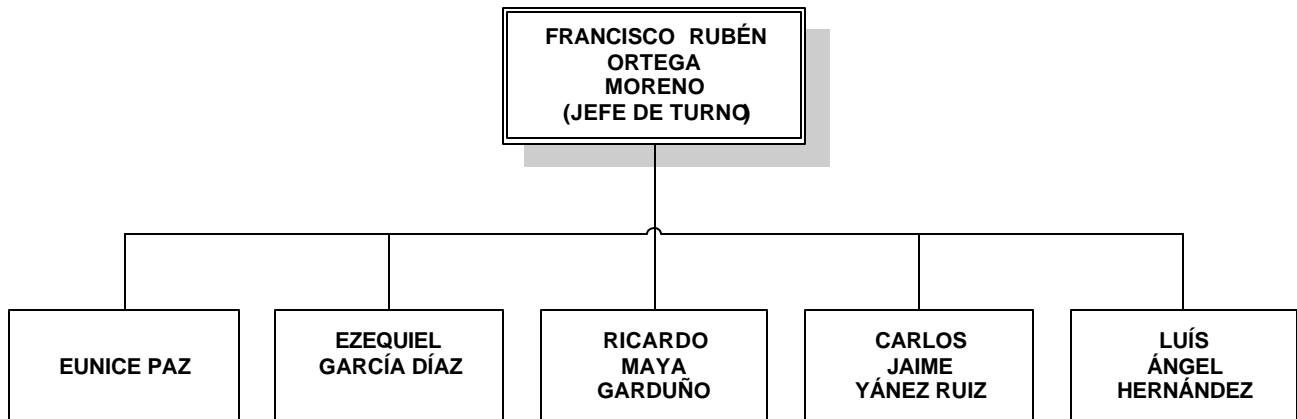 FRANCISCO RUBÉN
ORTEGA
MORENO
(JEFE DE TURNO)
EUNICE PAZ
EZEQUIEL
GARCÍA DÍAZ
RICARDO
MAYA
GARDUÑO
CARLOS
JAIME
YÁNEZ RUIZ
LUÍS
ÁNGEL
HERNÁNDEZ